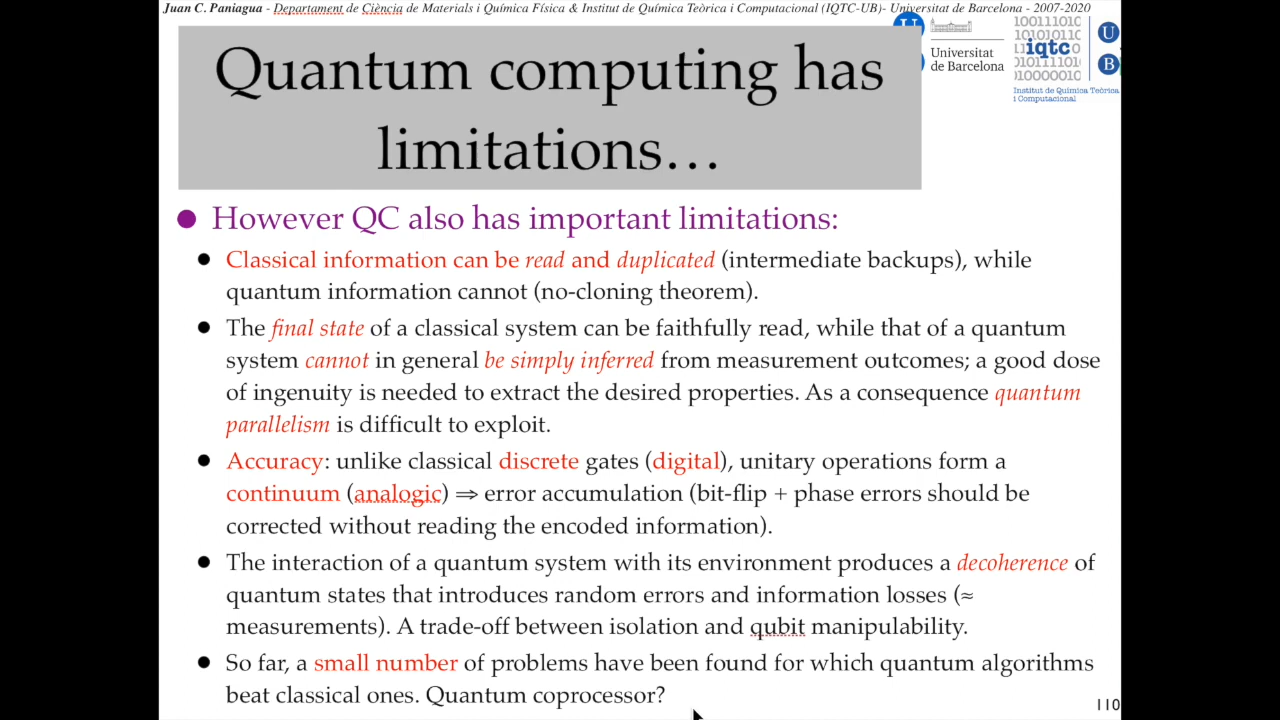 Juan C. Paniagua - Departament de Ciència de Materials i Química Física & Institut de Química Teòrica i Computacional (IQTC-UB)- Universitat de Barcelona - 2007-2020
Quantum computing has
limitations…
Universitat
de Barcelona
iqtc
U
B
Institut de Química Teòrica
i Computacional
● However QC also has important limitations:
● Classical information can be read and duplicated (intermediate backups), while
quantum information cannot (no-cloning theorem).
● The final state of a classical system can be faithfully read, while that of a quantum
system cannot in general be simply inferred from measurement outcomes; a good dose
of ingenuity is needed to extract the desired properties. As a consequence quantum
parallelism is difficult to exploit.
● Accuracy: unlike classical discrete gates (digital), unitary operations form a
continuum (analogic) ⇒ error accumulation (bit-flip + phase errors should be
corrected without reading the encoded information).
● The interaction of a quantum system with its environment produces a decoherence of
quantum states that introduces random errors and information losses (≈
measurements). A trade-off between isolation and qubit manipulability.
● So far, a small number of problems have been found for which quantum algorithms
beat classical ones. Quantum coprocessor?
110